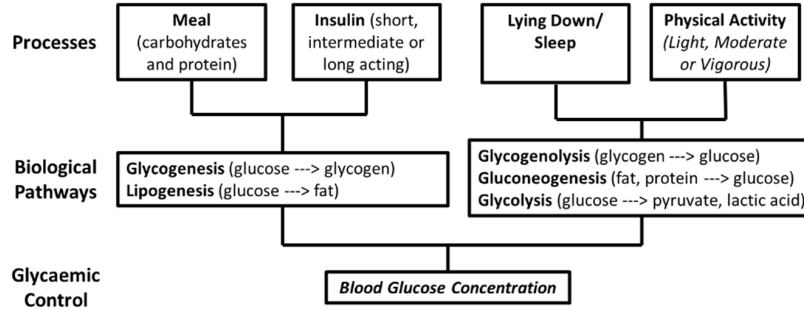 Processes
Meal
(carbohydrates
and protein)
Insulin (short,
intermediate or
long acting)
Lying Down/
Sleep
Physical Activity
(Light, Moderate
or Vigorous)
Biological
Pathways
Glycogenesis (glucose ---> glycogen)
Lipogenesis (glucose ---> fat)
Glycogenolysis (glycogen ---> glucose)
Gluconeogenesis (fat, protein ---> glucose)
Glycolysis (glucose ---> pyruvate, lactic acid)
Glycaemic
Control
Blood Glucose Concentration